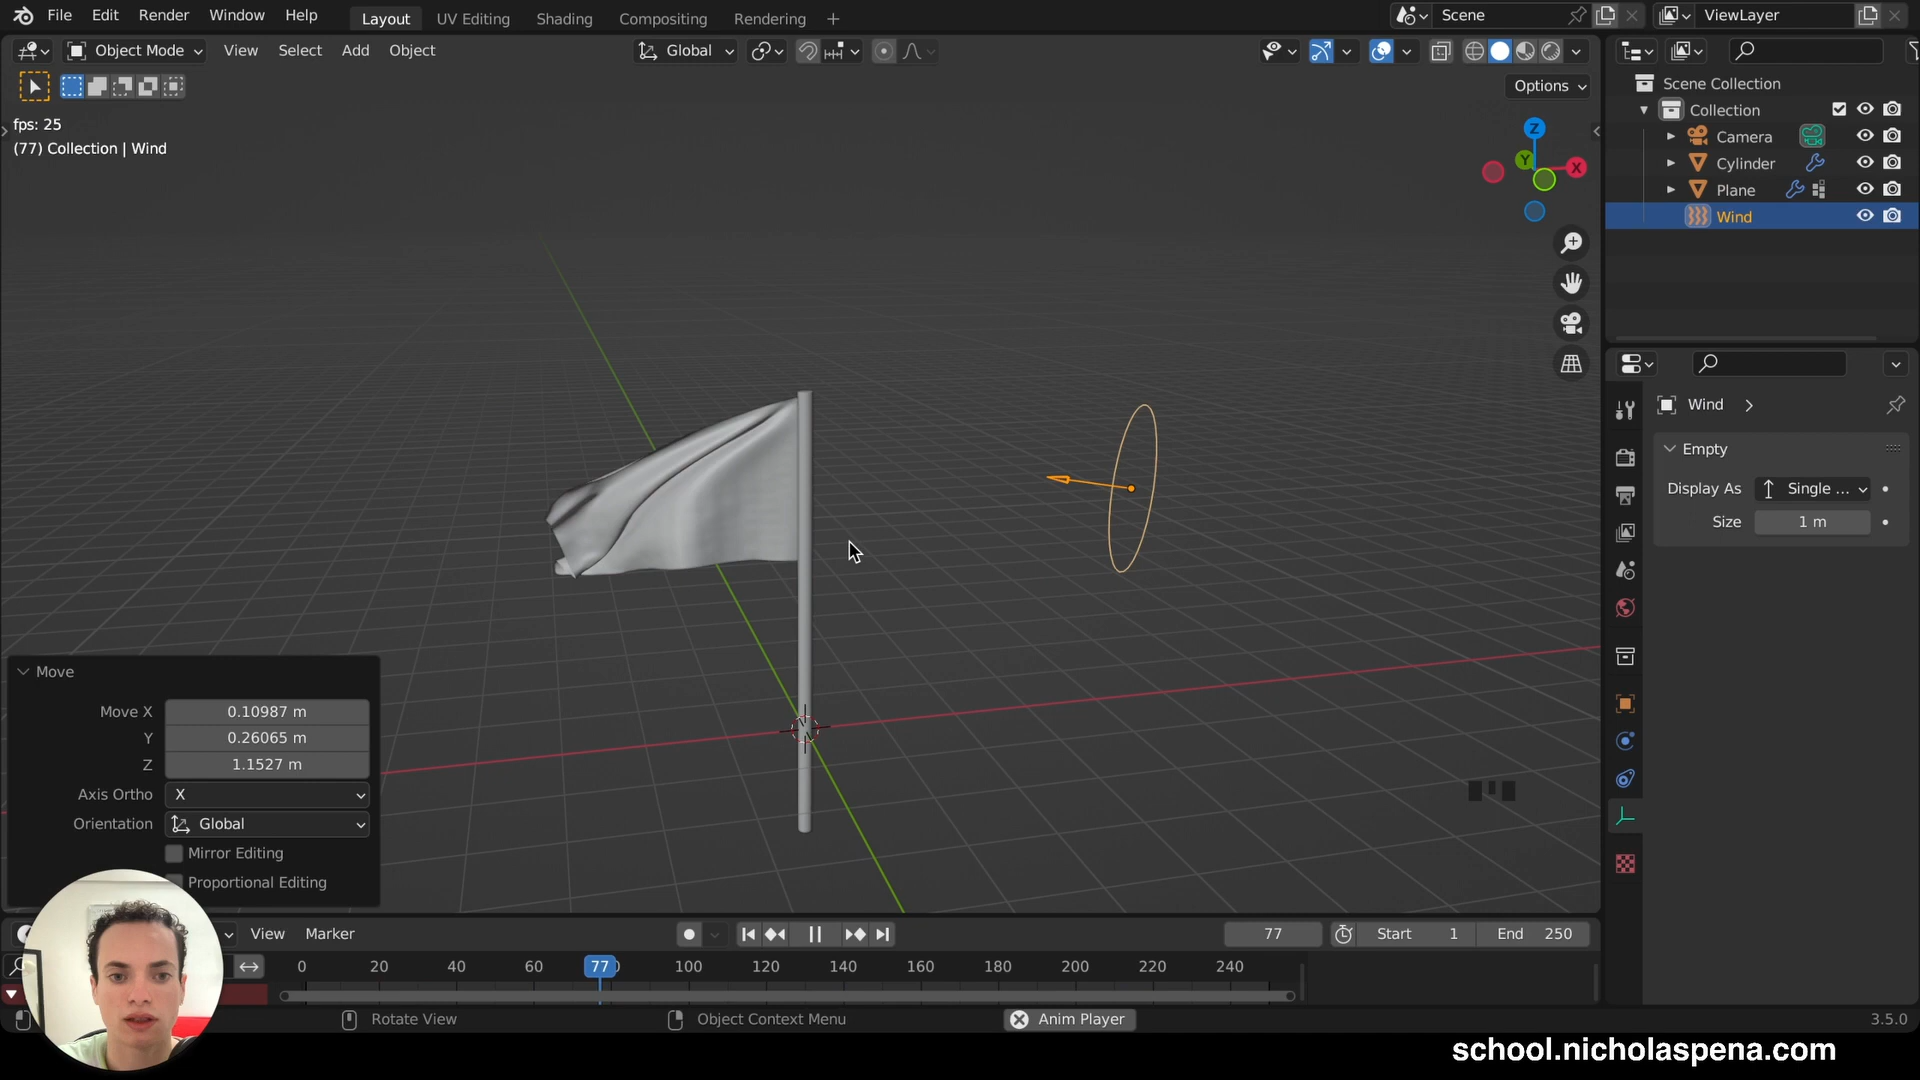 File Edit Render Window Help Layout UV Editing Shading Compositing Rendering + Scene ViewLayer
Object Mode View Select Add Object Global
Options
fps: 25
(77) Collection | Wind
Z
Y
X
Scene Collection
Collection
Camera
Cylinder
Plane
Wind
Wind
Empty
Display As Single ...
Size 1 m
Move
Move X 0.10987 m
Y 0.26065 m
Z 1.1527 m
Axis Ortho X
Orientation Global
Mirror Editing
Proportional Editing
View Marker 77 Start 1 End 250
0 20 40 60 77 100 120 140 160 180 200 220 240
Rotate View Object Context Menu Anim Player 3.5.0
school.nicholaspena.com